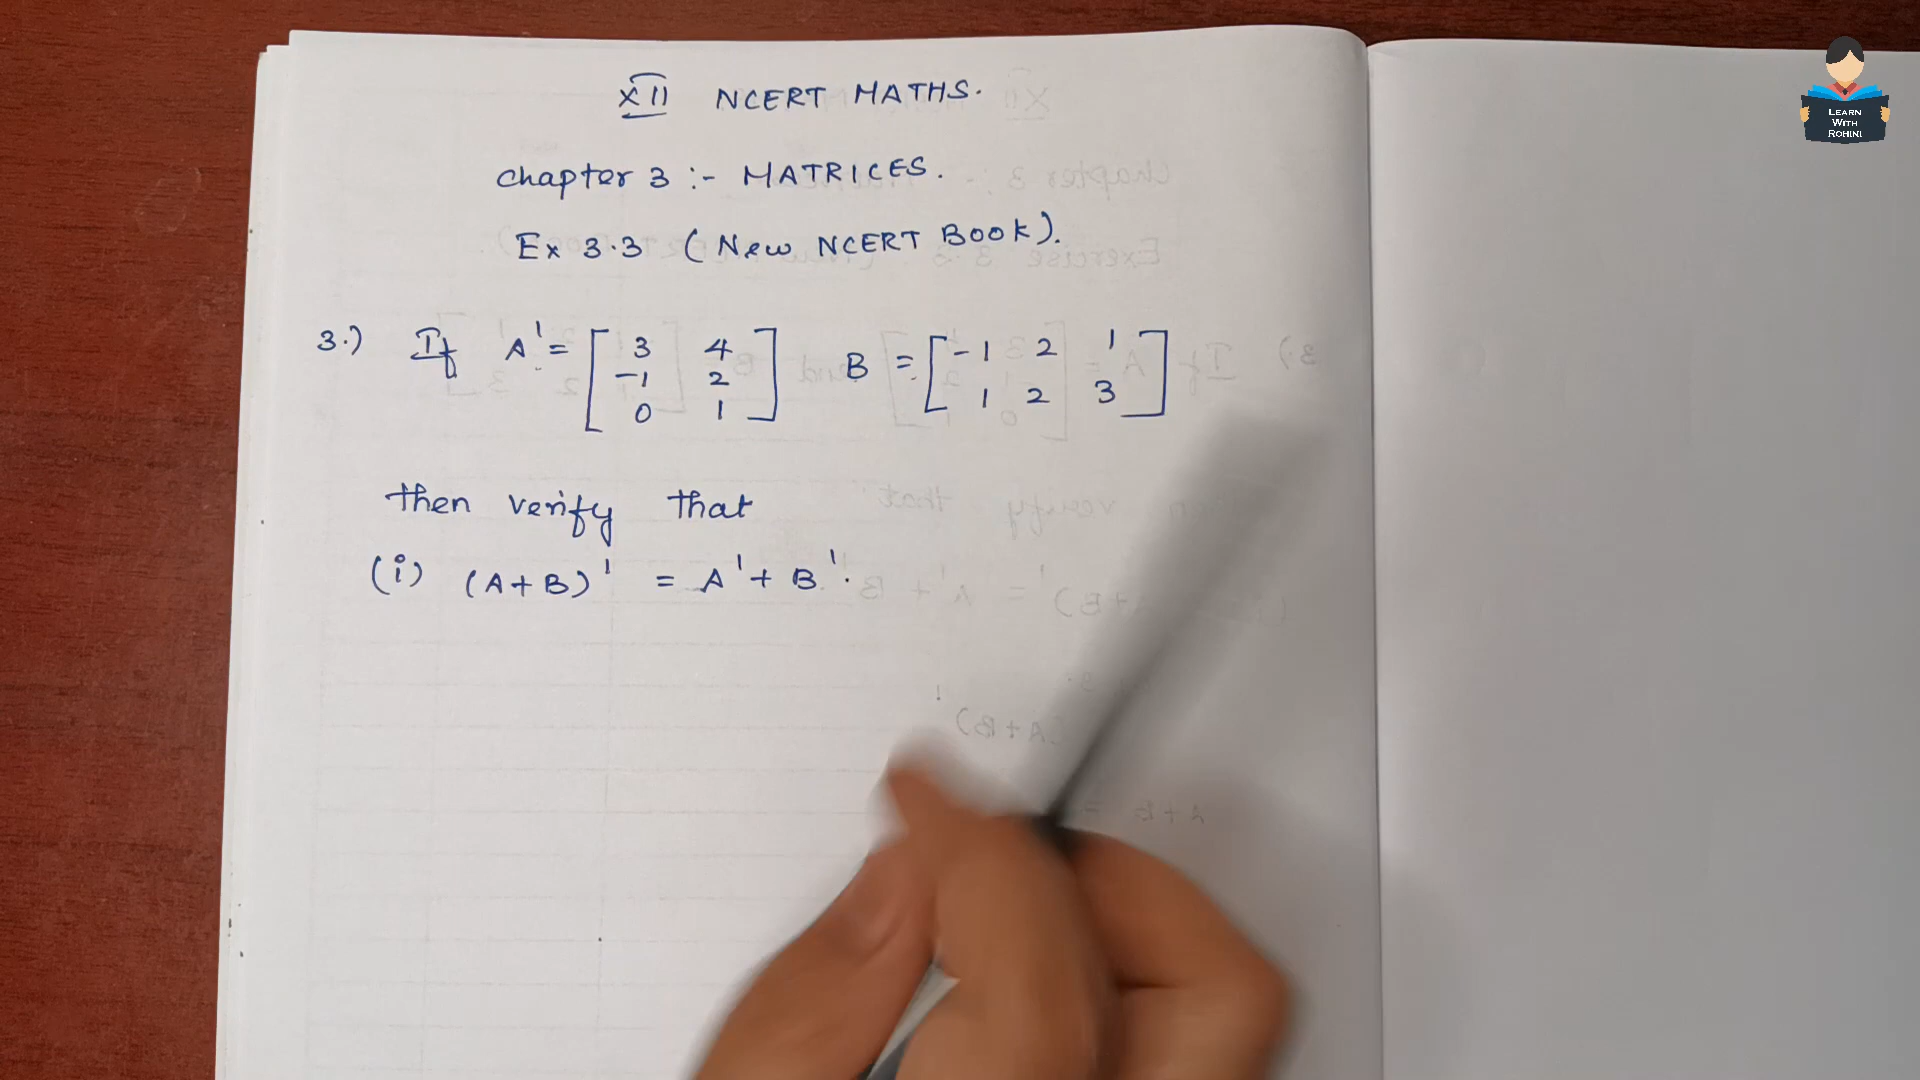 XII NCERT MATHS.
Chapter 3 :- MATRICES.
Ex 3.3 (New NCERT Book).
3.) If A' = [ 3 4 B = [ -1 2 1 ]
-1 2 1 2 3
0 1 ]
then verify that
(i) (A+B)' = A' + B'.
LEARN
WITH
ROHINI